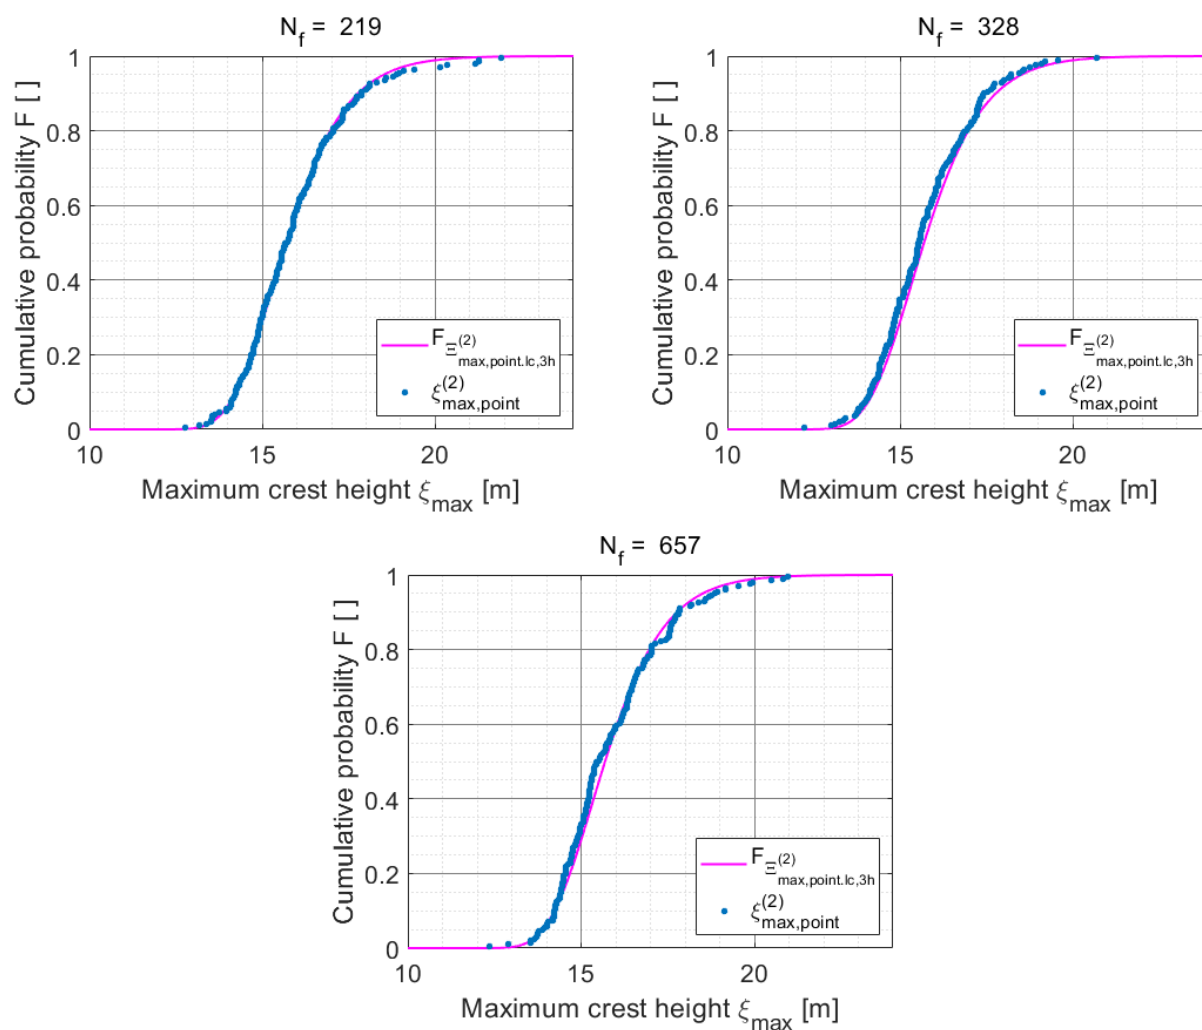 N_f = 219
Cumulative probability F [ ]
1
0.8
0.6
0.4
0.2
0
10 15 20
Maximum crest height ξ_max [m]
F_Ξ^(2)_max,point.lc,3h
ξ^(2)_max,point
N_f = 328
Cumulative probability F [ ]
1
0.8
0.6
0.4
0.2
0
10 15 20
Maximum crest height ξ_max [m]
F_Ξ^(2)_max,point.lc,3h
ξ^(2)_max,point
N_f = 657
Cumulative probability F [ ]
1
0.8
0.6
0.4
0.2
0
10 15 20
Maximum crest height ξ_max [m]
F_Ξ^(2)_max,point.lc,3h
ξ^(2)_max,point